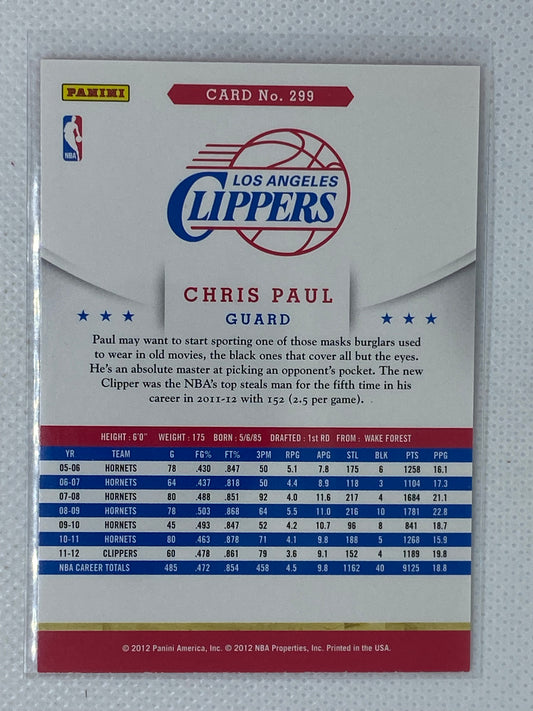 PANINI
CARD No. 299
NBA
LOS ANGELES
CLIPPERS
CHRIS PAUL
GUARD
Paul may want to start sporting one of those masks burglars used
to wear in old movies, the black ones that cover all but the eyes.
He's an absolute master at picking an opponent's pocket. The new
Clipper was the NBA's top steals man for the fifth time in his
career in 2011-12 with 152 (2.5 per game).
HEIGHT: 6'0" WEIGHT: 175 BORN: 5/6/85 DRAFTED: 1st RD FROM: WAKE FOREST
YR TEAM G FG% FT% 3PM RPG APG STL BLK PTS PPG
05-06 HORNETS 78 .430 .847 50 5.1 7.8 175 6 1258 16.1
06-07 HORNETS 64 .437 .818 50 4.4 8.9 118 3 1104 17.3
07-08 HORNETS 80 .488 .851 92 4.0 11.6 217 4 1684 21.1
08-09 HORNETS 78 .503 .868 64 5.5 11.0 216 10 1781 22.8
09-10 HORNETS 45 .493 .847 52 4.2 10.7 96 8 841 18.7
10-11 HORNETS 80 .463 .878 71 4.1 9.8 188 5 1268 15.9
11-12 CLIPPERS 60 .478 .861 79 3.6 9.1 152 4 1189 19.8
NBA CAREER TOTALS 485 .472 .854 458 4.5 9.8 1162 40 9125 18.8
© 2012 Panini America, Inc. © 2012 NBA Properties, Inc. Printed in the USA.